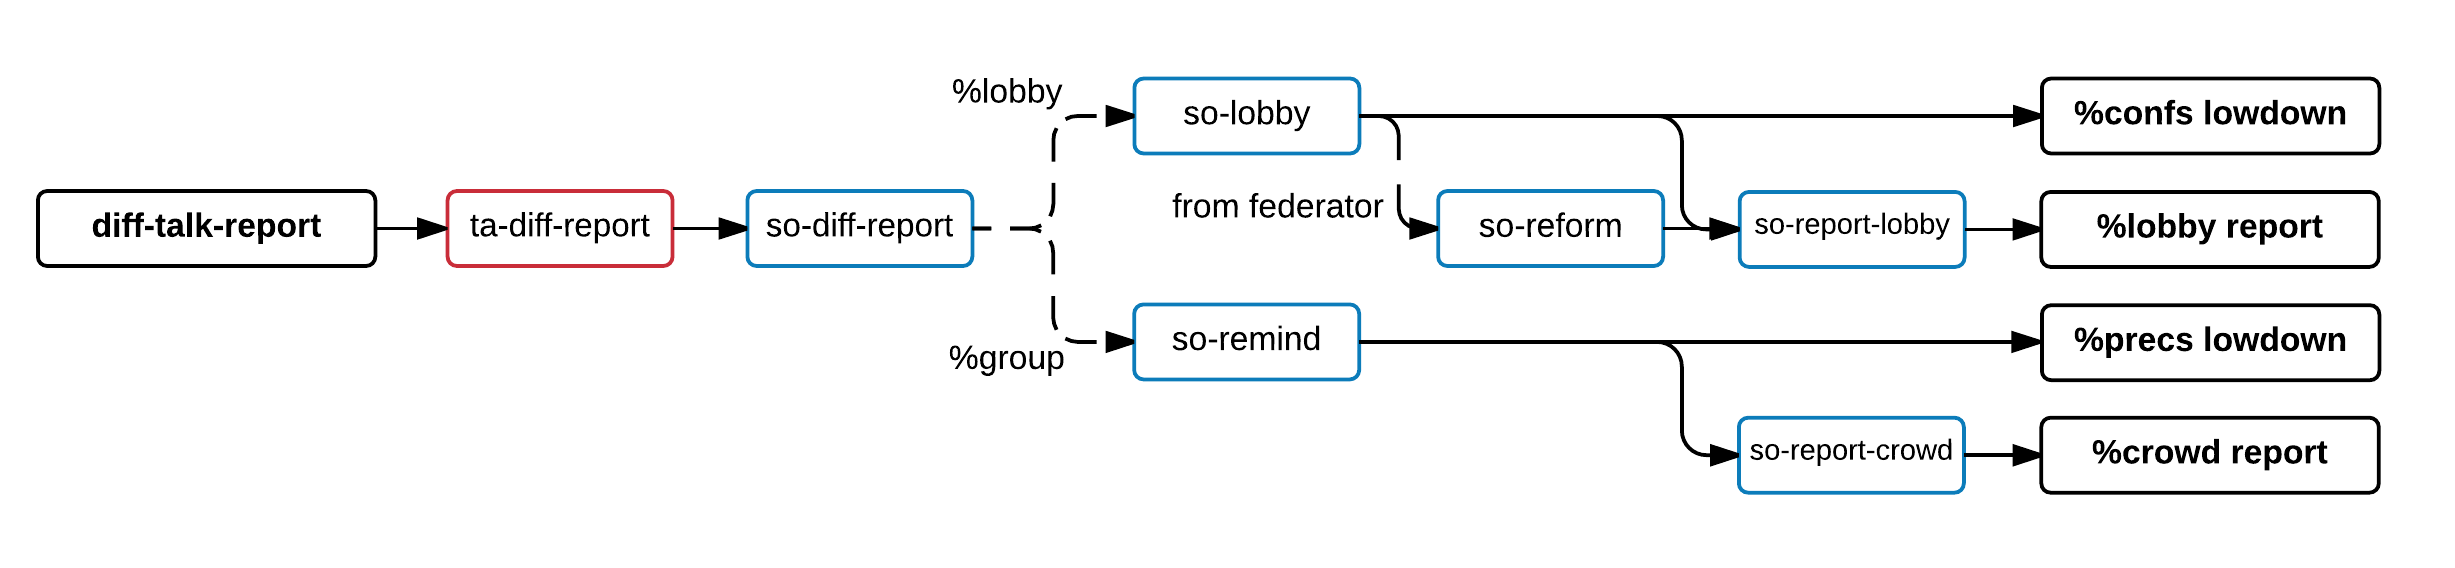 %lobby
so-lobby
%confs lowdown
diff-talk-report
ta-diff-report
so-diff-report
from federator
so-reform
so-report-lobby
%lobby report
%group
so-remind
%precs lowdown
so-report-crowd
%crowd report